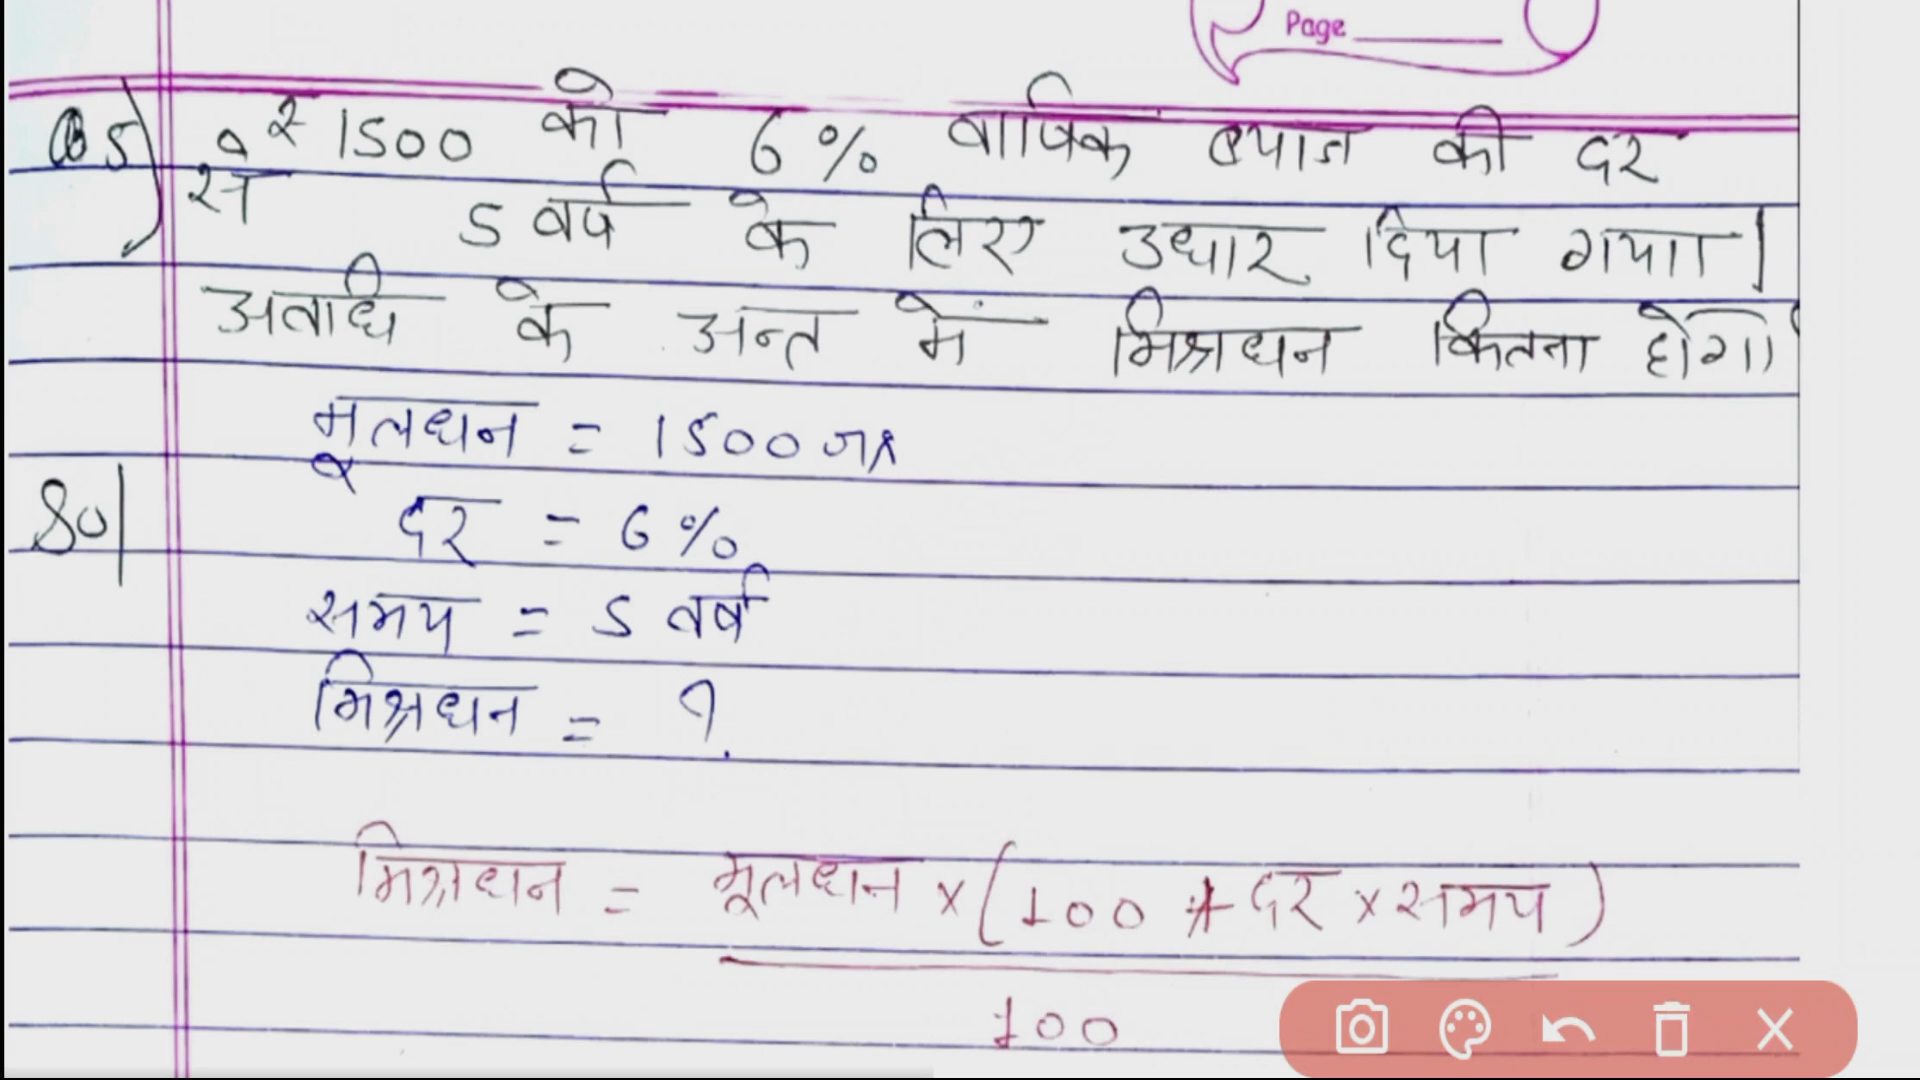 Page
Q5) ₹1500 को 6% वार्षिक ब्याज की दर
से 5 वर्ष के लिए उधार दिया गया।
अवधि के अन्त में मिश्रधन कितना होगा
मूलधन = 1500 रु
दर = 6%
Sol
समय = 5 वर्ष
मिश्रधन = ?
मिश्रधन = मूलधन × (100 + दर × समय)
100